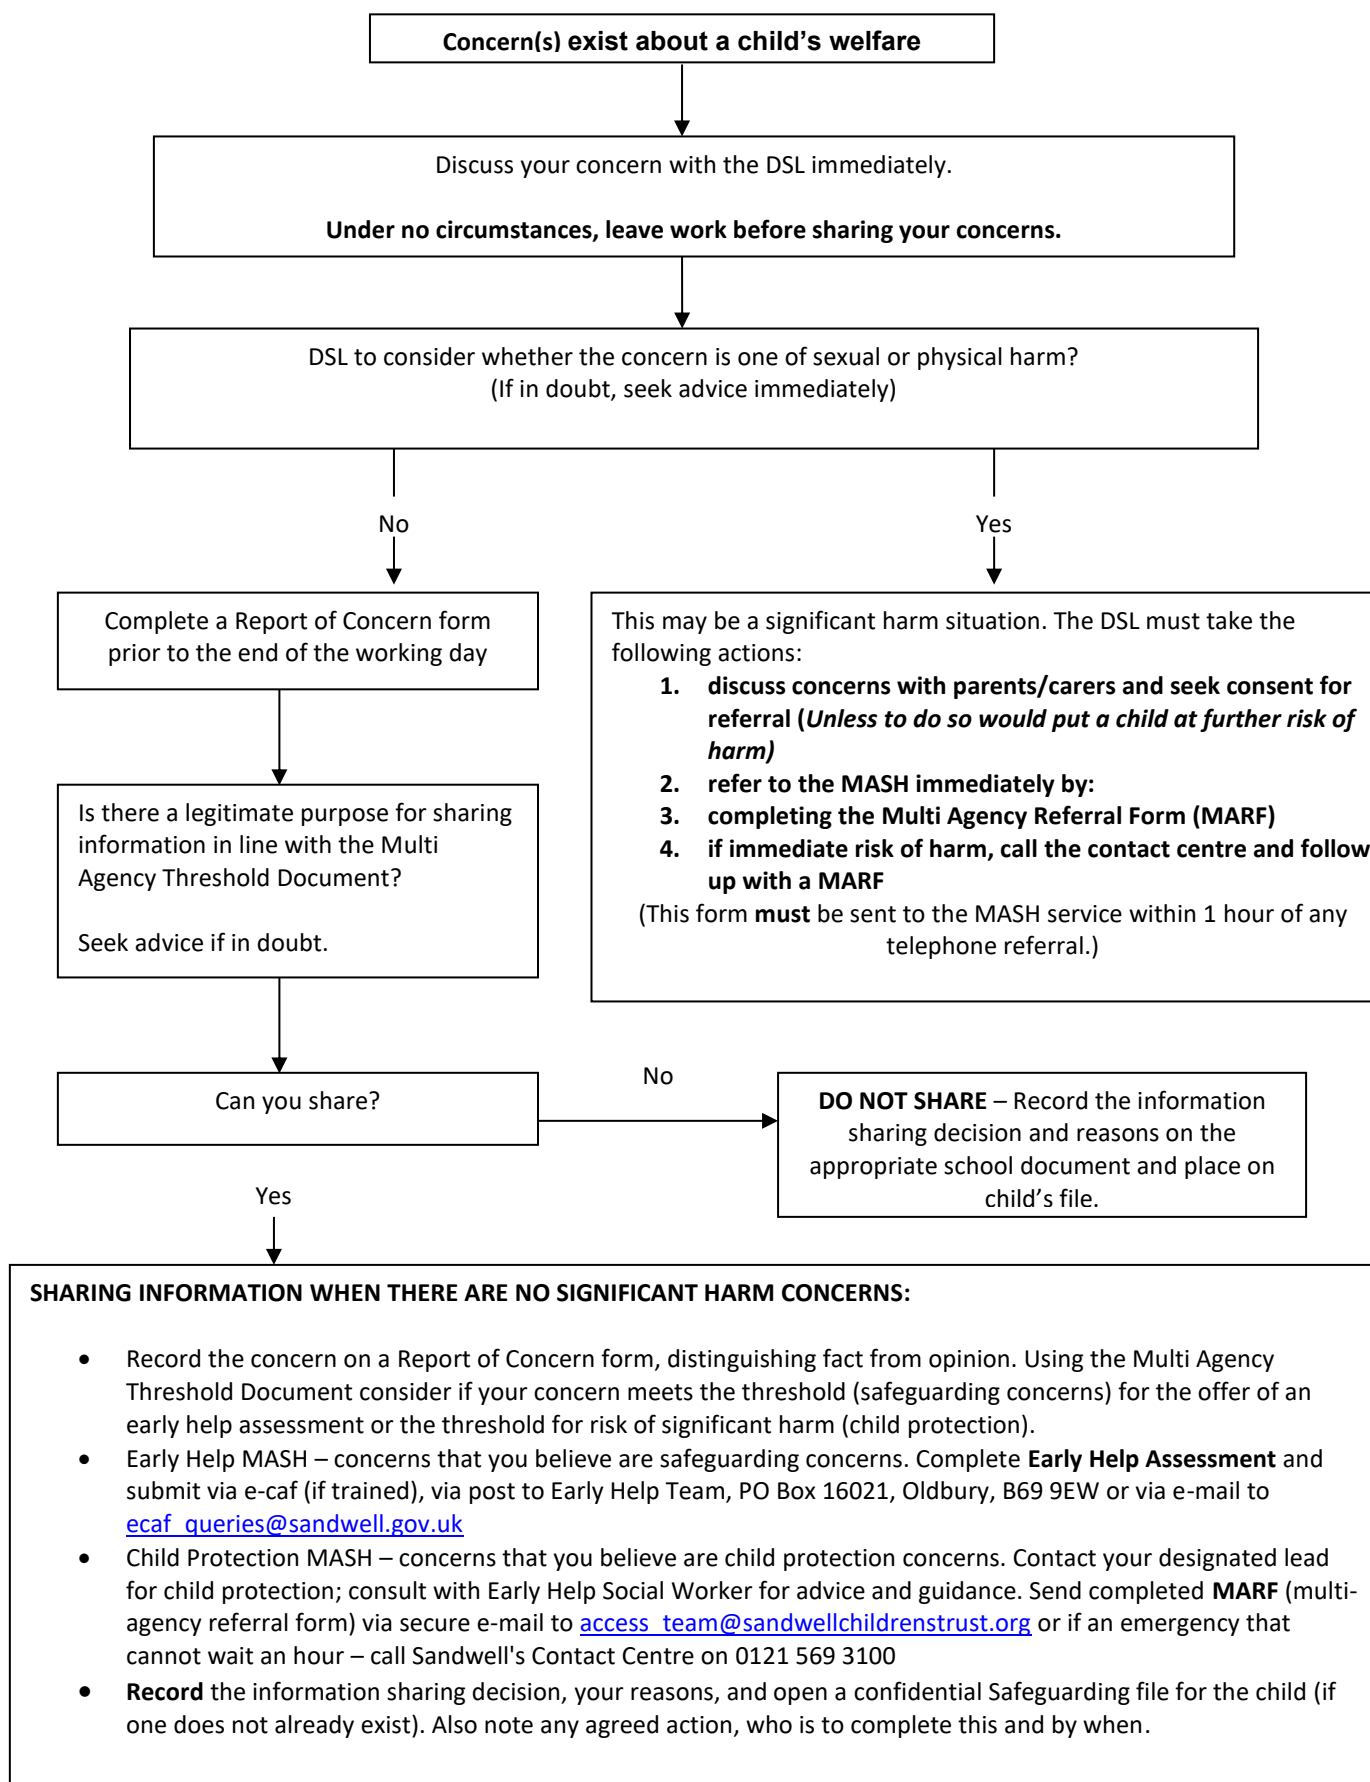 Concern(s) exist about a child's welfare
Discuss your concern with the DSL immediately.
Under no circumstances, leave work before sharing your concerns.
DSL to consider whether the concern is one of sexual or physical harm?
(If in doubt, seek advice immediately)
No
Yes
Complete a Report of Concern form
prior to the end of the working day
This may be a significant harm situation. The DSL must take the
following actions:
1. discuss concerns with parents/carers and seek consent for
referral (Unless to do so would put a child at further risk of
harm)
2. refer to the MASH immediately by:
3. completing the Multi Agency Referral Form (MARF)
4. if immediate risk of harm, call the contact centre and follow
up with a MARF
(This form must be sent to the MASH service within 1 hour of any
telephone referral.)
Is there a legitimate purpose for sharing
information in line with the Multi
Agency Threshold Document?
Seek advice if in doubt.
Can you share?
No
DO NOT SHARE – Record the information
sharing decision and reasons on the
appropriate school document and place on
child's file.
Yes
SHARING INFORMATION WHEN THERE ARE NO SIGNIFICANT HARM CONCERNS:
• Record the concern on a Report of Concern form, distinguishing fact from opinion. Using the Multi Agency
Threshold Document consider if your concern meets the threshold (safeguarding concerns) for the offer of an
early help assessment or the threshold for risk of significant harm (child protection).
• Early Help MASH – concerns that you believe are safeguarding concerns. Complete Early Help Assessment and
submit via e-caf (if trained), via post to Early Help Team, PO Box 16021, Oldbury, B69 9EW or via e-mail to
ecaf_queries@sandwell.gov.uk
• Child Protection MASH – concerns that you believe are child protection concerns. Contact your designated lead
for child protection; consult with Early Help Social Worker for advice and guidance. Send completed MARF (multi-
agency referral form) via secure e-mail to access_team@sandwellchildrenstrust.org or if an emergency that
cannot wait an hour – call Sandwell's Contact Centre on 0121 569 3100
• Record the information sharing decision, your reasons, and open a confidential Safeguarding file for the child (if
one does not already exist). Also note any agreed action, who is to complete this and by when.